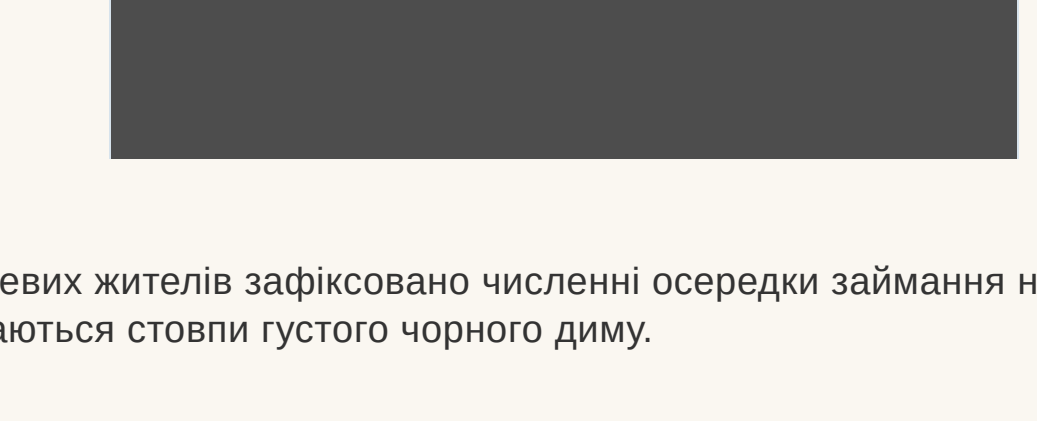 евих жителів зафіксовано численні осередки займання н
аються стовпи густого чорного диму.